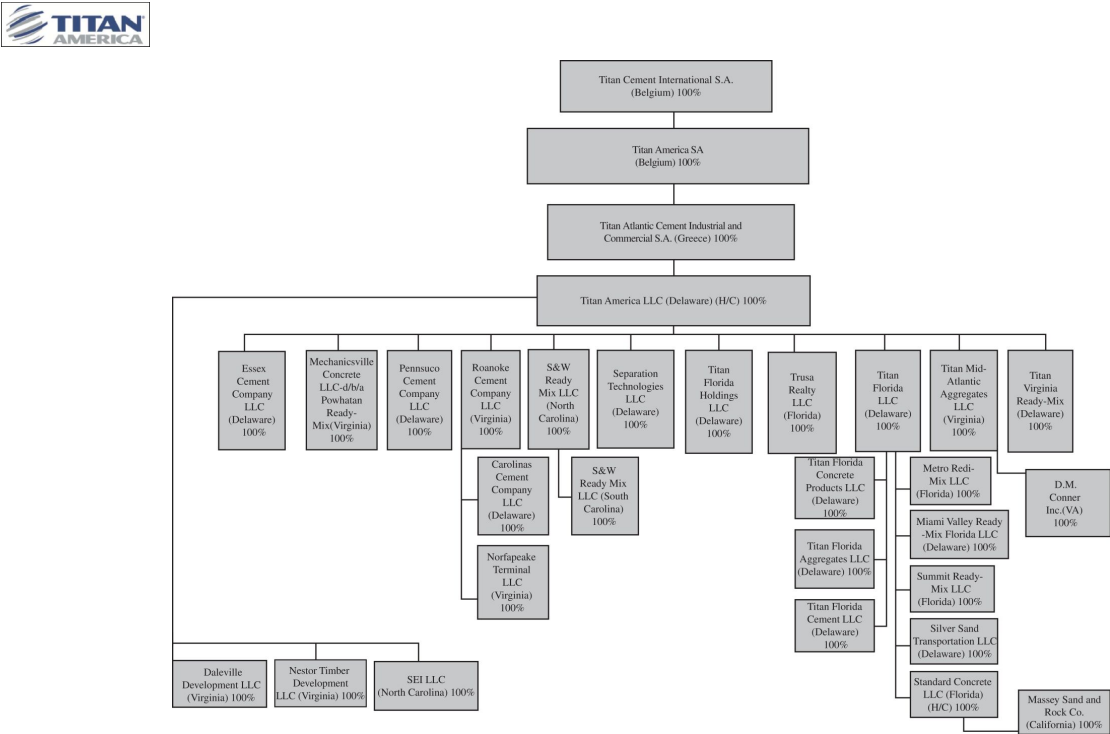 TITAN
AMERICA
Titan Cement International S.A.
(Belgium) 100%
Titan America SA
(Belgium) 100%
Titan Atlantic Cement Industrial and
Commercial S.A. (Greece) 100%
Titan America LLC (Delaware) (H/C) 100%
Essex
Cement
Company
LLC
(Delaware)
100%
Mechanicsville
Concrete
LLC-d/b/a
Powhatan
Ready-
Mix(Virginia)
100%
Pennsuco
Cement
Company
LLC
(Delaware)
100%
Roanoke
Cement
Company
LLC
(Virginia)
100%
S&W
Ready
Mix LLC
(North
Carolina)
100%
Separation
Technologies
LLC
(Delaware)
100%
Titan
Florida
Holdings
LLC
(Delaware)
100%
Trusa
Realty
LLC
(Florida)
100%
Titan
Florida
LLC
(Delaware)
100%
Titan Mid-
Atlantic
Aggregates
LLC
(Virginia)
100%
Titan
Virginia
Ready-Mix
(Delaware)
100%
Carolinas
Cement
Company
LLC
(Delaware)
100%
S&W
Ready Mix
LLC (South
Carolina)
100%
Titan Florida
Concrete
Products LLC
(Delaware)
100%
Metro Redi-
Mix LLC
(Florida) 100%
D.M.
Conner
Inc.(VA)
100%
Norfapeake
Terminal
LLC
(Virginia)
100%
Titan Florida
Aggregates LLC
(Delaware) 100%
Miami Valley Ready
-Mix Florida LLC
(Delaware) 100%
Summit Ready-
Mix LLC
(Florida) 100%
Titan Florida
Cement LLC
(Delaware)
100%
Silver Sand
Transportation LLC
(Delaware) 100%
Standard Concrete
LLC (Florida)
(H/C) 100%
Massey Sand and
Rock Co.
(California) 100%
Daleville
Development LLC
(Virginia) 100%
Nestor Timber
Development
LLC (Virginia) 100%
SEI LLC
(North Carolina) 100%